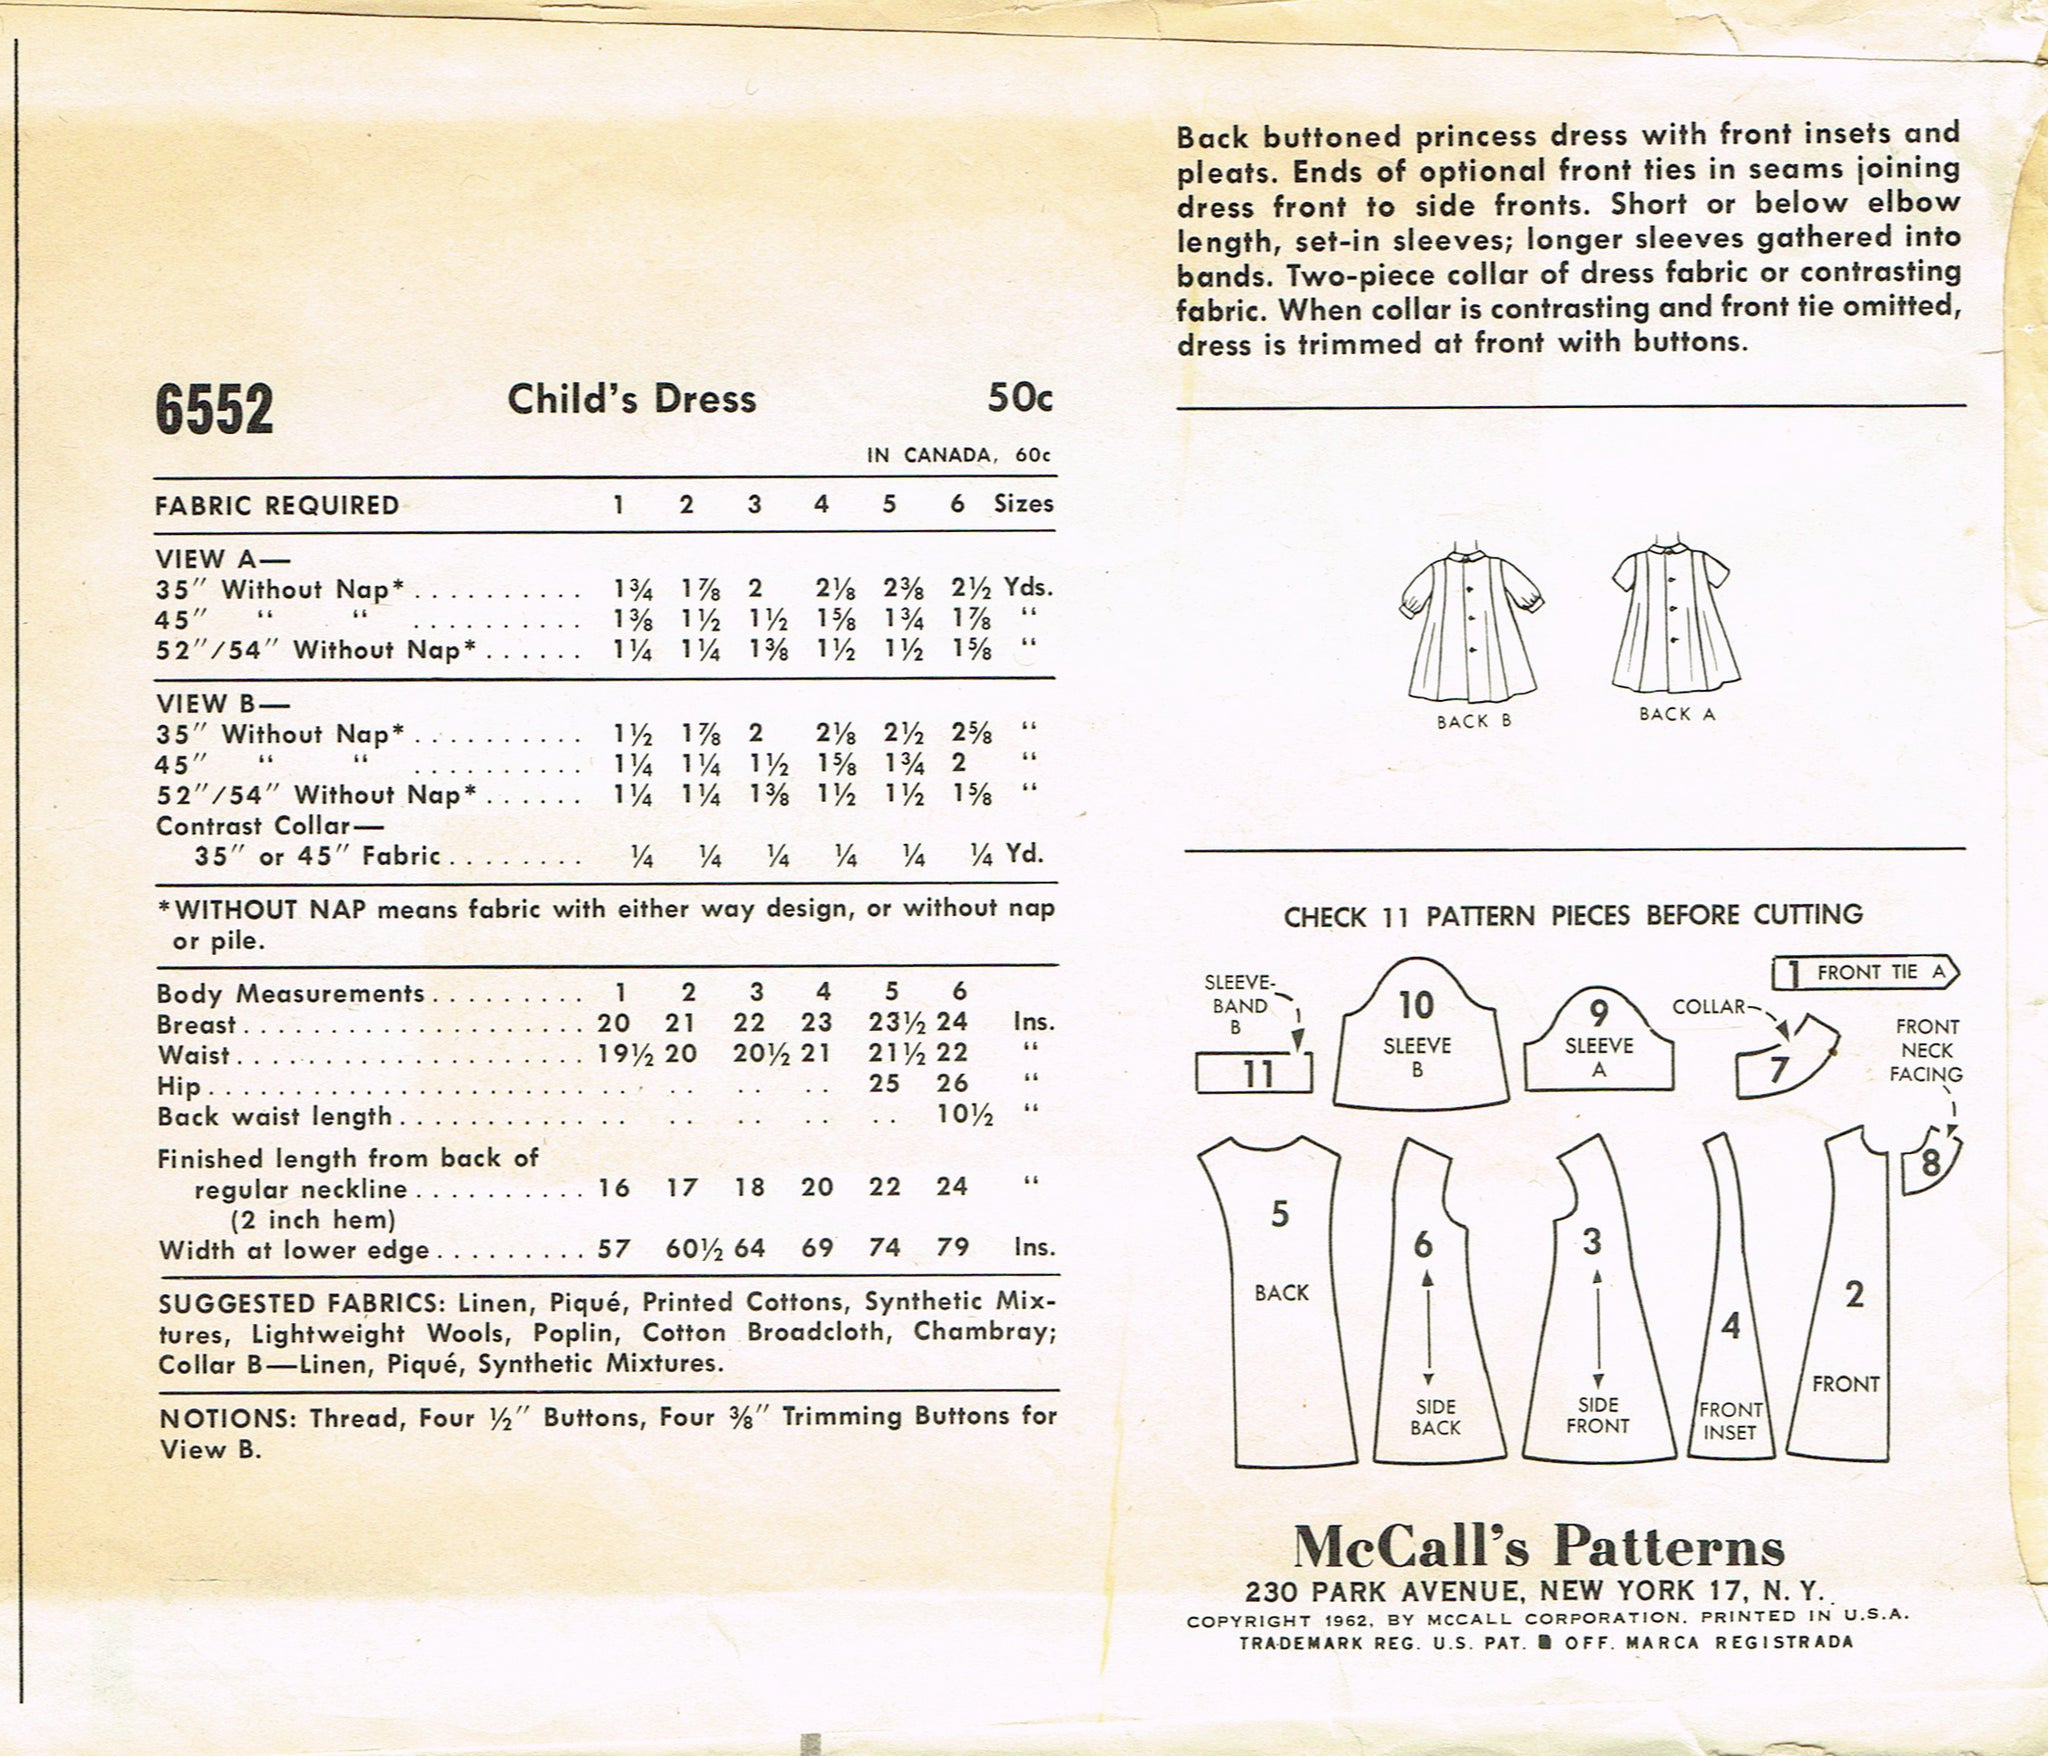 6552 Child's Dress 50c
IN CANADA, 60c
FABRIC REQUIRED 1 2 3 4 5 6 Sizes
VIEW A—
35" Without Nap* . . . . . . . . . . 1¾ 1⅞ 2 2⅛ 2⅜ 2½ Yds.
45" " " . . . . . . . . . . 1⅜ 1½ 1½ 1⅝ 1¾ 1⅞ "
52"/54" Without Nap* . . . . . . 1¼ 1¼ 1⅜ 1½ 1½ 1⅝ "
VIEW B—
35" Without Nap* . . . . . . . . . . 1½ 1⅞ 2 2⅛ 2½ 2⅝ "
45" " " . . . . . . . . . . 1¼ 1¼ 1½ 1⅝ 1¾ 2 "
52"/54" Without Nap* . . . . . . 1¼ 1¼ 1⅜ 1½ 1½ 1⅝ "
Contrast Collar—
35" or 45" Fabric . . . . . . . . ¼ ¼ ¼ ¼ ¼ ¼ Yd.
*WITHOUT NAP means fabric with either way design, or without nap
or pile.
Body Measurements . . . . . . . . . 1 2 3 4 5 6
Breast . . . . . . . . . . . . . . . . . . . . . 20 21 22 23 23½ 24 Ins.
Waist . . . . . . . . . . . . . . . . . . . . . 19½ 20 20½ 21 21½ 22 "
Hip . . . . . . . . . . . . . . . . . . . . . . . . . . . . . . . 25 26 "
Back waist length . . . . . . . . . . . . . . . . . . . . . . 10½ "
Finished length from back of
regular neckline . . . . . . . . . . 16 17 18 20 22 24 "
(2 inch hem)
Width at lower edge . . . . . . . . . 57 60½ 64 69 74 79 Ins.
SUGGESTED FABRICS: Linen, Piqué, Printed Cottons, Synthetic Mix-
tures, Lightweight Wools, Poplin, Cotton Broadcloth, Chambray;
Collar B—Linen, Piqué, Synthetic Mixtures.
NOTIONS: Thread, Four ½" Buttons, Four ⅜" Trimming Buttons for
View B.
Back buttoned princess dress with front insets and
pleats. Ends of optional front ties in seams joining
dress front to side fronts. Short or below elbow
length, set-in sleeves; longer sleeves gathered into
bands. Two-piece collar of dress fabric or contrasting
fabric. When collar is contrasting and front tie omitted,
dress is trimmed at front with buttons.
BACK B
BACK A
CHECK 11 PATTERN PIECES BEFORE CUTTING
SLEEVE-
BAND
B
11
10
SLEEVE
B
9
SLEEVE
A
COLLAR
7
1 FRONT TIE A
FRONT
NECK
FACING
8
5
BACK
6
SIDE
BACK
3
SIDE
FRONT
4
FRONT
INSET
2
FRONT
McCall's Patterns
230 PARK AVENUE, NEW YORK 17, N. Y.
COPYRIGHT 1962, BY MCCALL CORPORATION. PRINTED IN U.S.A.
TRADEMARK REG. U.S. PAT. OFF. MARCA REGISTRADA